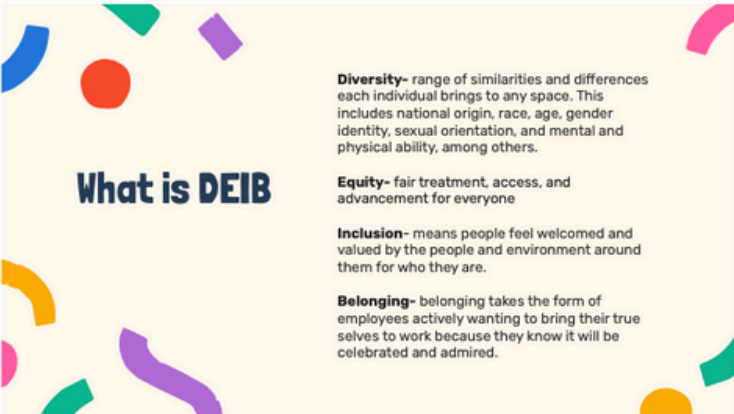 What is DEIB
Diversity- range of similarities and differences
each individual brings to any space. This
includes national origin, race, age, gender
identity, sexual orientation, and mental and
physical ability, among others.
Equity- fair treatment, access, and
advancement for everyone
Inclusion- means people feel welcomed and
valued by the people and environment around
them for who they are.
Belonging- belonging takes the form of
employees actively wanting to bring their true
selves to work because they know it will be
celebrated and admired.